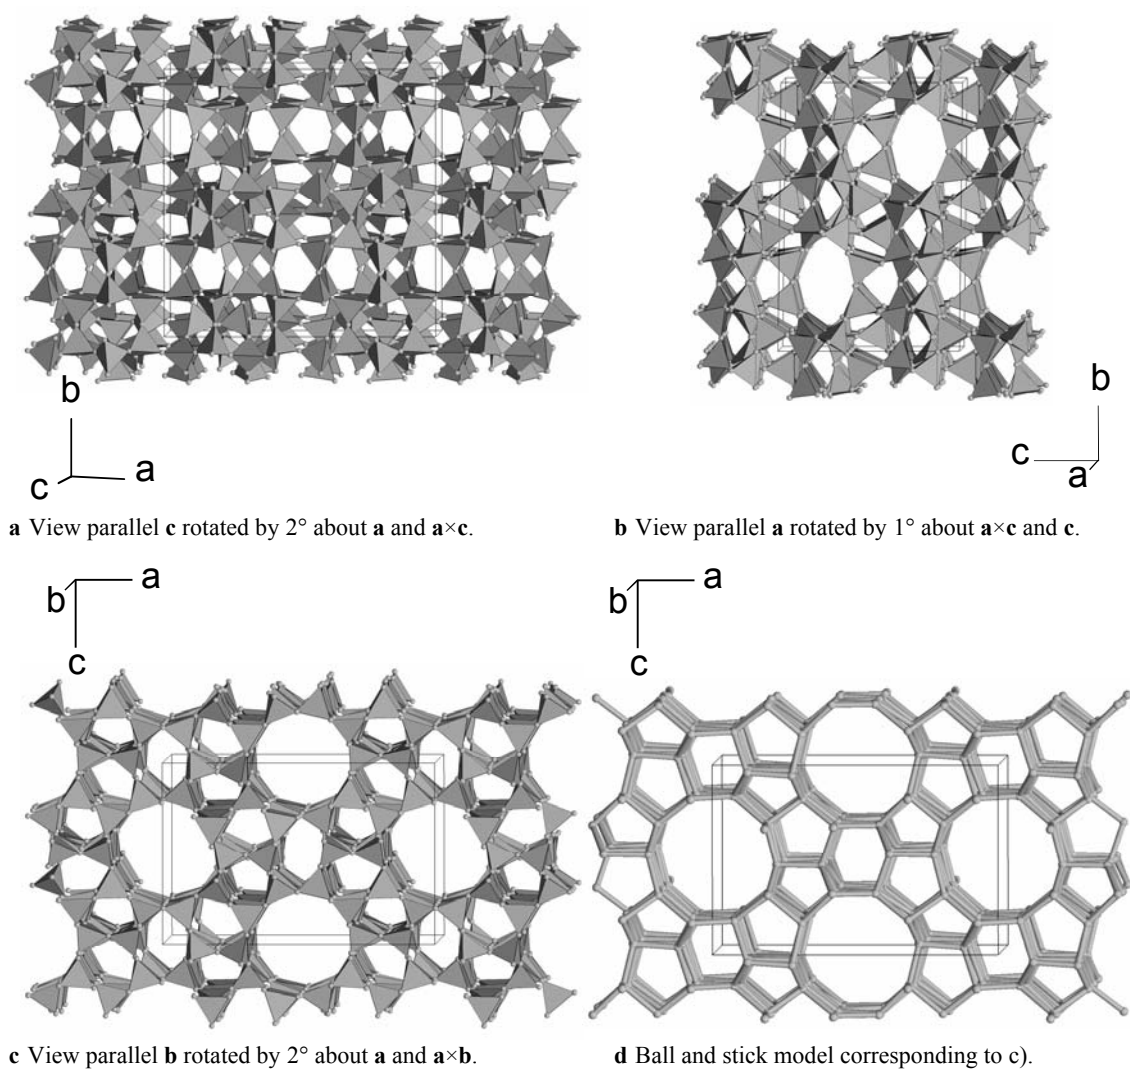 b
a
c
b
c
a
a View parallel c rotated by 2° about a and a×c.
b View parallel a rotated by 1° about a×c and c.
a
b
c
a
b
c
c View parallel b rotated by 2° about a and a×b.
d Ball and stick model corresponding to c).